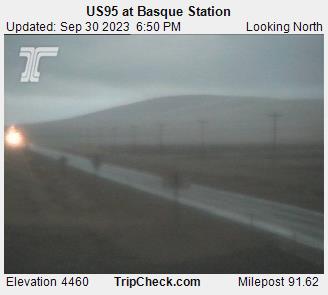 US95 at Basque Station
Updated: Sep 30 2023 6:50 PM Looking North
Elevation 4460 TripCheck.com Milepost 91.62